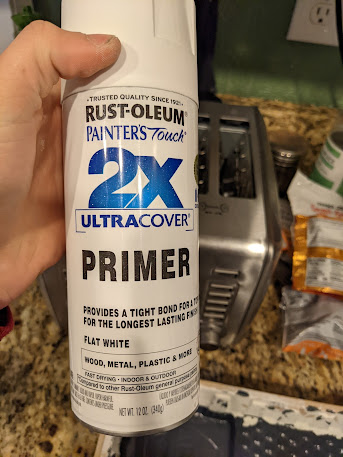 TRUSTED QUALITY SINCE 1921
RUST-OLEUM®
PAINTER'S Touch®
2X
ULTRACOVER®
PRIMER
PROVIDES A TIGHT BOND FOR A
FOR THE LONGEST LASTING FINISH
FLAT WHITE
WOOD, METAL, PLASTIC & MORE
FAST DRYING • INDOOR & OUTDOOR
Compared to other Rust-Oleum general purpose
NET WT. 12 OZ. (340g)